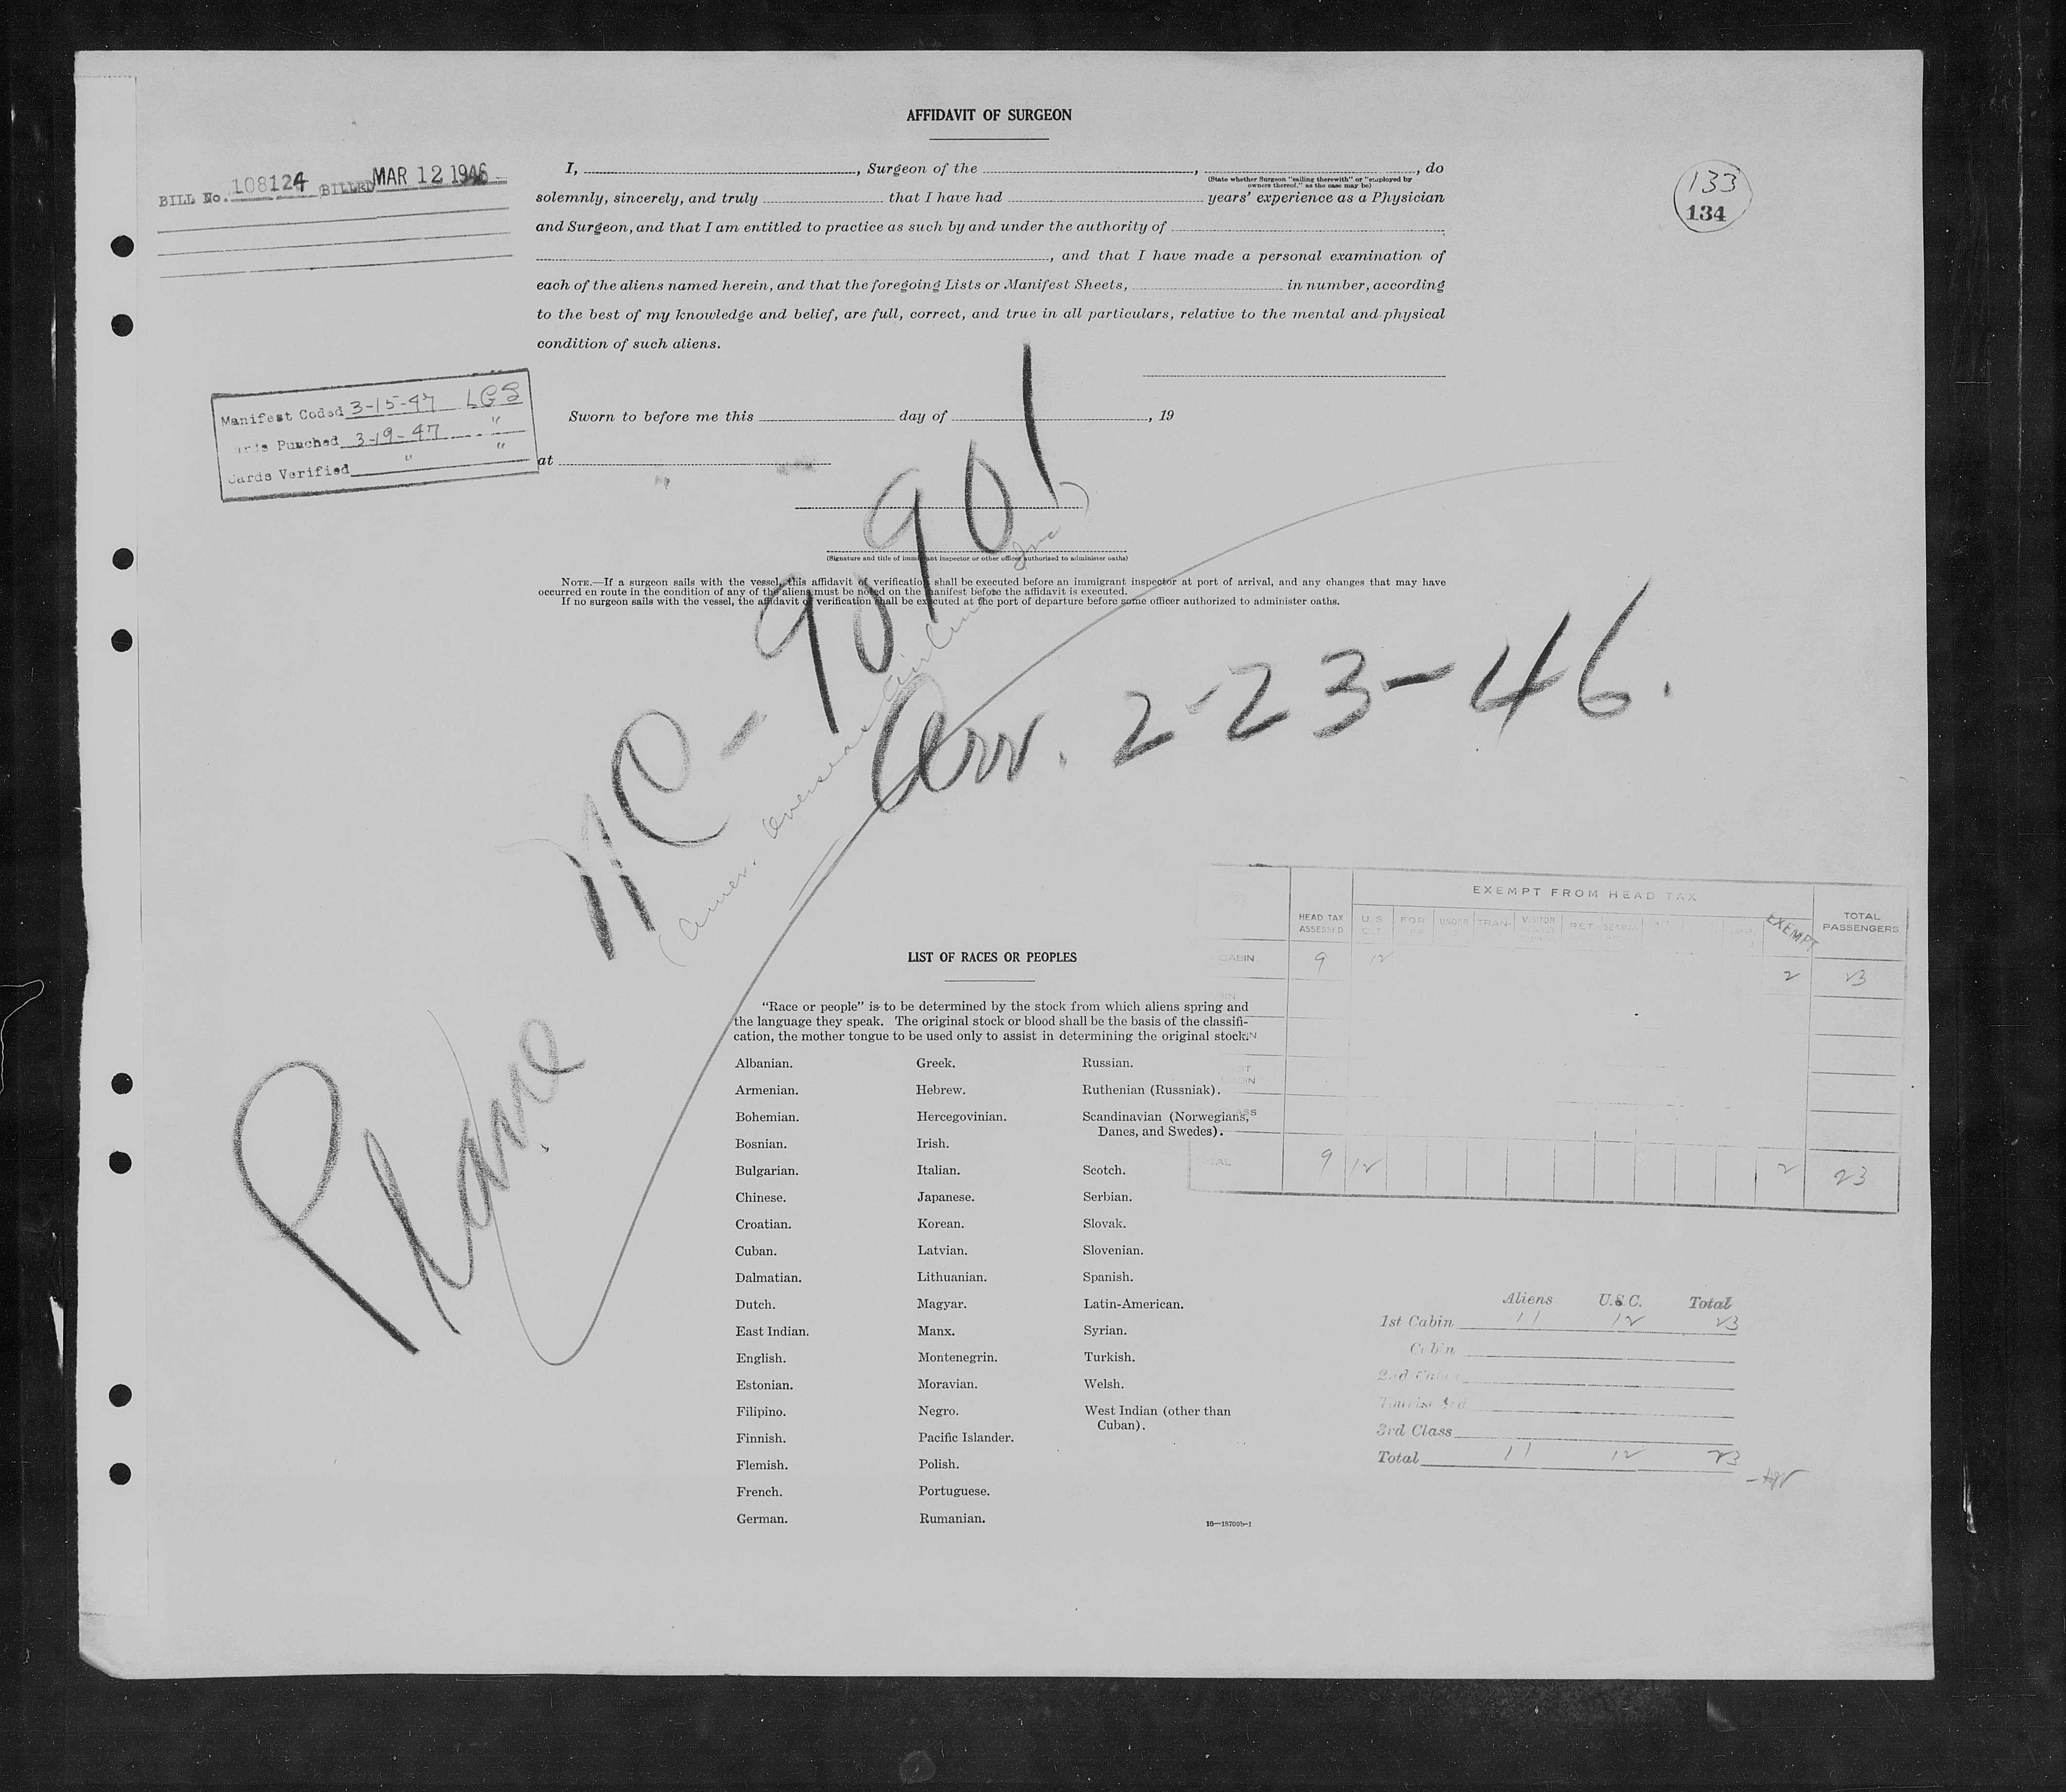 AFFIDAVIT OF SURGEON
BILL No. 108124 BILLED MAR 12 1946
133
134
I, , Surgeon of the , , do
(State whether Surgeon "sailing therewith" or "employed by owners thereof," as the case may be)
solemnly, sincerely, and truly that I have had years' experience as a Physician
and Surgeon, and that I am entitled to practice as such by and under the authority of
, and that I have made a personal examination of
each of the aliens named herein, and that the foregoing Lists or Manifest Sheets, in number, according
to the best of my knowledge and belief, are full, correct, and true in all particulars, relative to the mental and physical
condition of such aliens.
Manifest Coded 3-15-47 LGS
Cards Punched 3-19-47 "
Cards Verified " "
Sworn to before me this day of , 19
at
(Signature and title of immigrant inspector or other officer authorized to administer oaths)
NOTE.—If a surgeon sails with the vessel, this affidavit of verification shall be executed before an immigrant inspector at port of arrival, and any changes that may have
occurred en route in the condition of any of the aliens must be noted on the manifest before the affidavit is executed.
If no surgeon sails with the vessel, the affidavit of verification shall be executed at the port of departure before some officer authorized to administer oaths.
Plane NC-90901
(Amer. Overseas Airlines Inc)
Arr. 2-23-46.
EXEMPT FROM HEAD TAX
HEAD TAX ASSESSED U.S. FOR UNDER TRAN- VISITOR RET. EXEMPT TOTAL PASSENGERS
CABIN 9 12 2 23
TOTAL 9 12 2 23
LIST OF RACES OR PEOPLES
"Race or people" is to be determined by the stock from which aliens spring and
the language they speak. The original stock or blood shall be the basis of the classifi-
cation, the mother tongue to be used only to assist in determining the original stock.
Albanian. Greek. Russian.
Armenian. Hebrew. Ruthenian (Russniak).
Bohemian. Hercegovinian. Scandinavian (Norwegians,
Danes, and Swedes).
Bosnian. Irish.
Bulgarian. Italian. Scotch.
Chinese. Japanese. Serbian.
Croatian. Korean. Slovak.
Cuban. Latvian. Slovenian.
Dalmatian. Lithuanian. Spanish.
Dutch. Magyar. Latin-American.
East Indian. Manx. Syrian.
English. Montenegrin. Turkish.
Estonian. Moravian. Welsh.
Filipino. Negro. West Indian (other than
Cuban).
Finnish. Pacific Islander.
Flemish. Polish.
French. Portuguese.
German. Rumanian.
16—18700b-1
Aliens U.S.C. Total
1st Cabin 11 12 23
Cabin
2nd Cabin
Tourist 3rd
3rd Class
Total 11 12 23